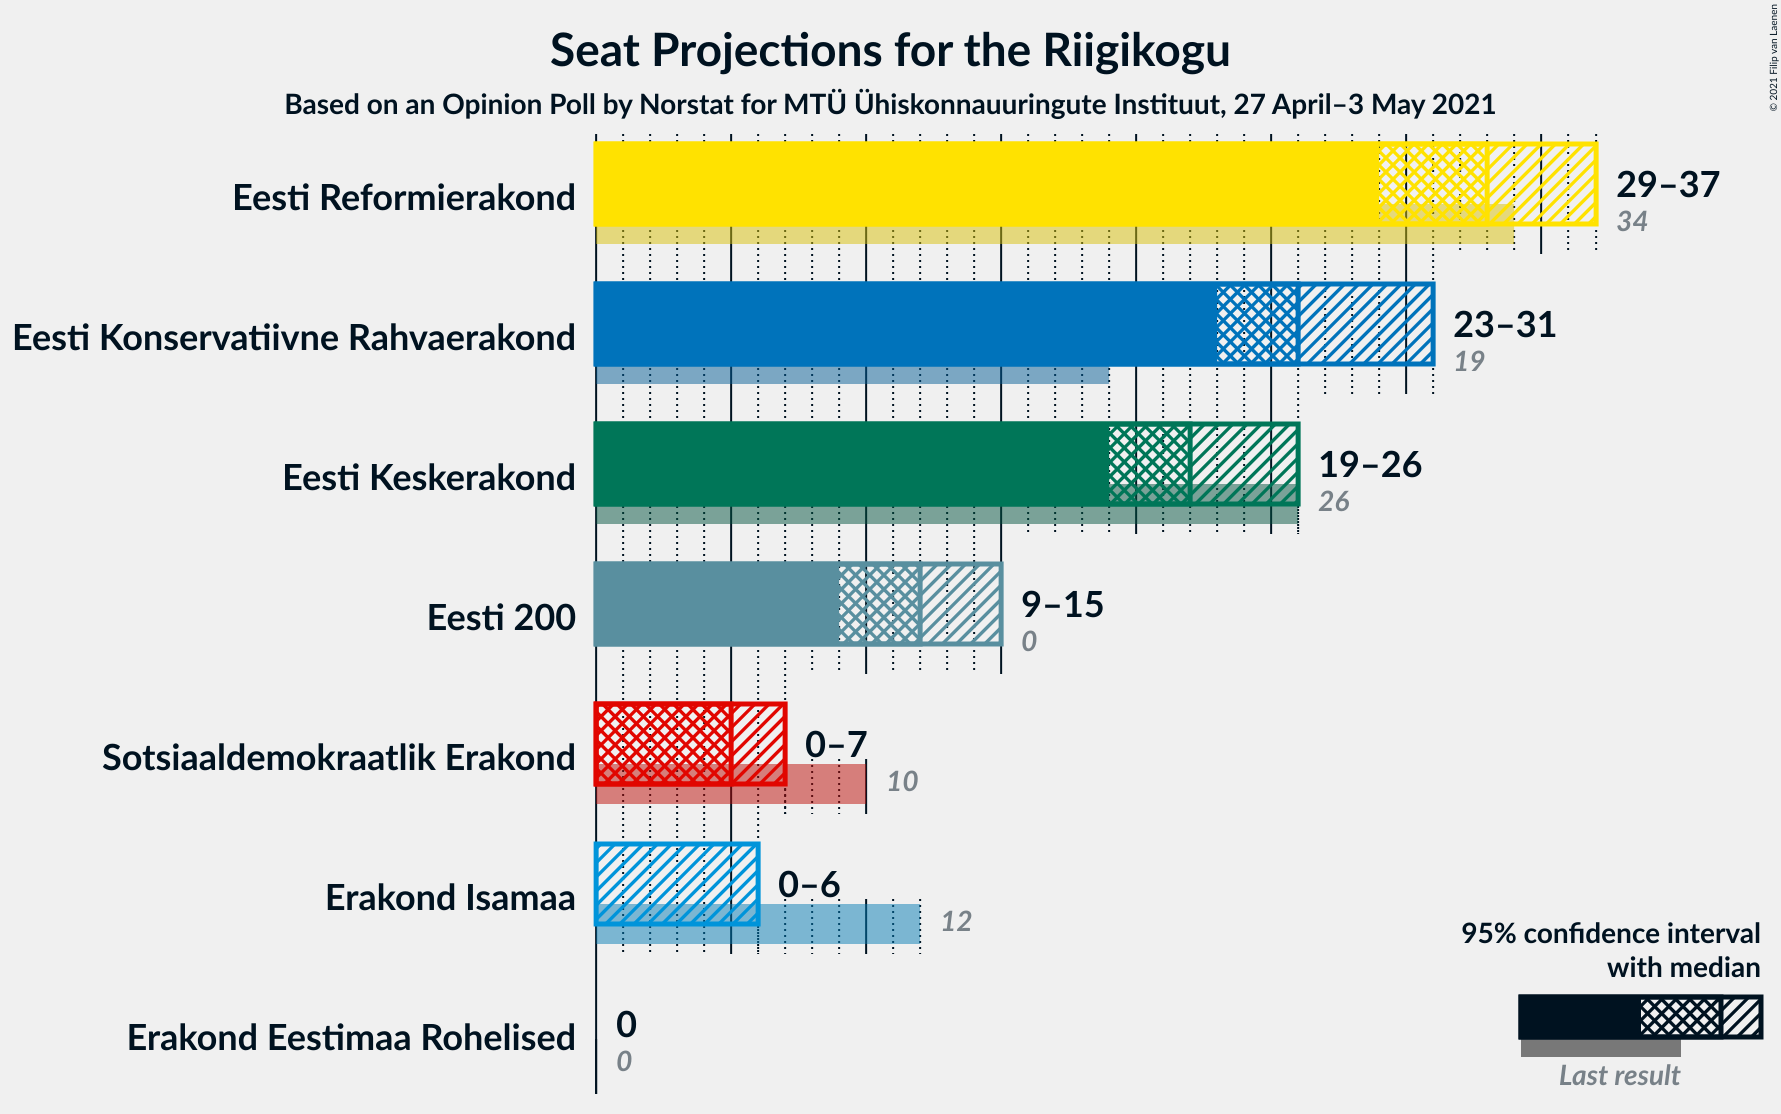 Seat Projections for the Riigikogu
Based on an Opinion Poll by Norstat for MTÜ Ühiskonnauuringute Instituut, 27 April–3 May 2021
© 2021 Filip van Laenen
Eesti Reformierakond
29–37
34
Eesti Konservatiivne Rahvaerakond
23–31
19
Eesti Keskerakond
19–26
26
Eesti 200
9–15
0
Sotsiaaldemokraatlik Erakond
0–7
10
Erakond Isamaa
0–6
12
Erakond Eestimaa Rohelised
0
0
95% confidence interval
with median
Last result